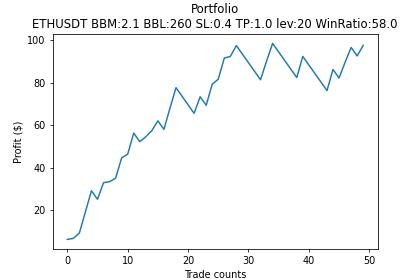 Portfolio
ETHUSDT BBM:2.1 BBL:260 SL:0.4 TP:1.0 lev:20 WinRatio:58.0
100
80
60
40
20
Profit ($)
0 10 20 30 40 50
Trade counts